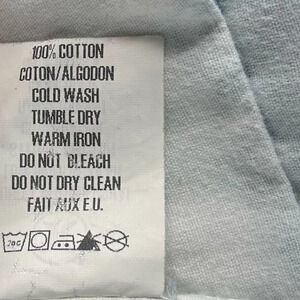 100% COTTON
COTON/ALGODON
COLD WASH
TUMBLE DRY
WARM IRON
DO NOT BLEACH
DO NOT DRY CLEAN
FAIT AUX E.U.
20C